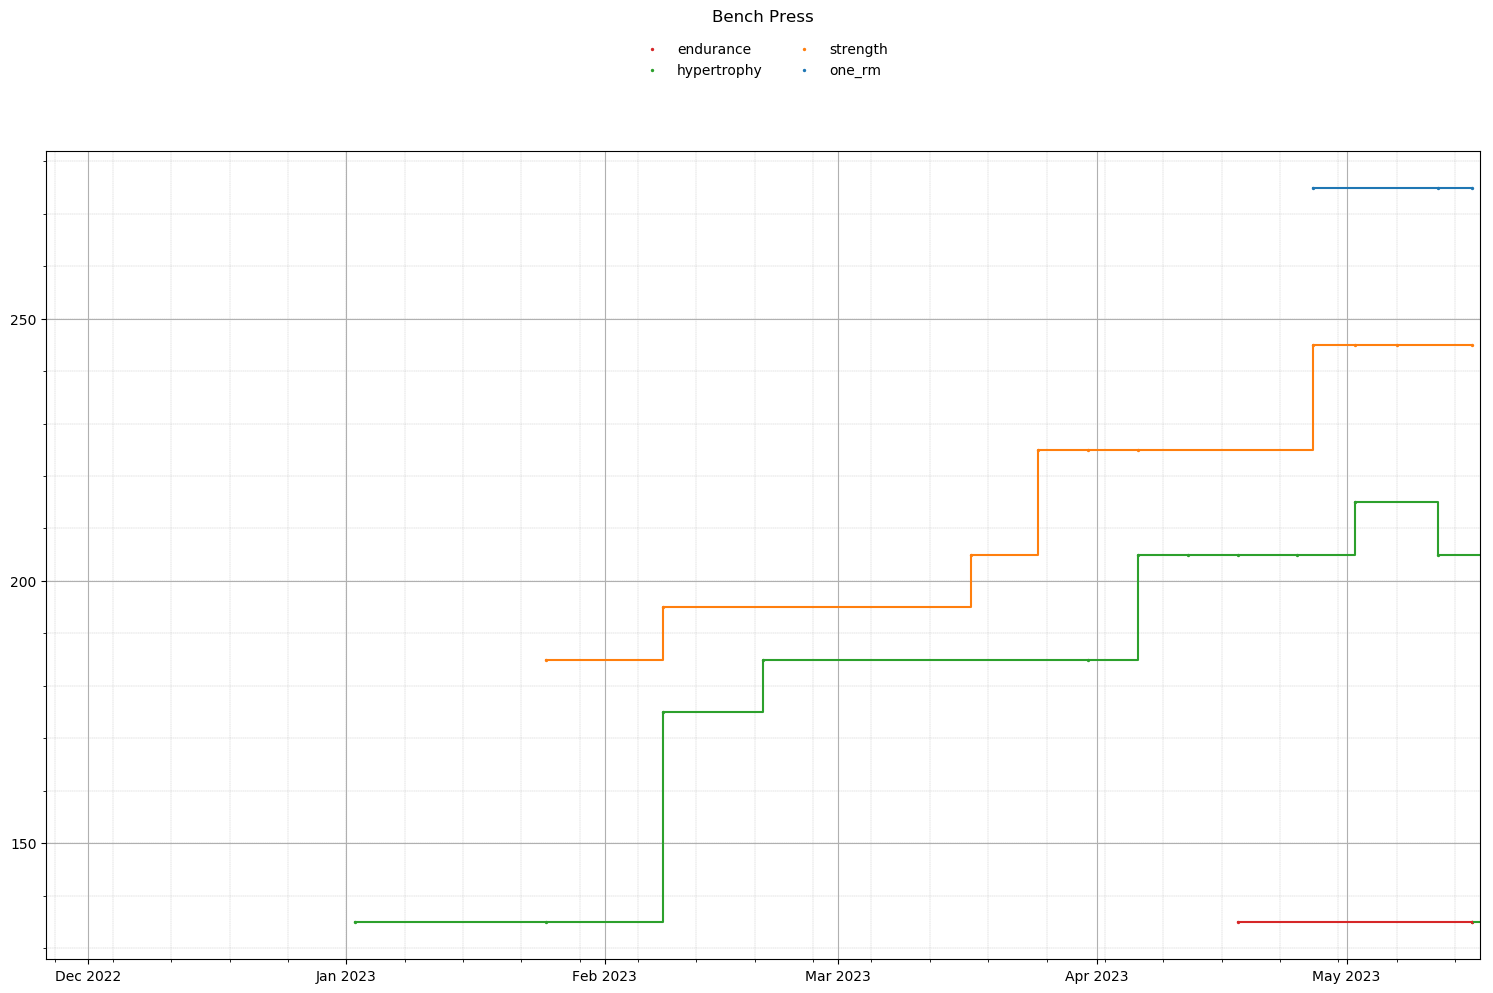 Bench Press
endurance
hypertrophy
strength
one_rm
250
200
150
Dec 2022
Jan 2023
Feb 2023
Mar 2023
Apr 2023
May 2023